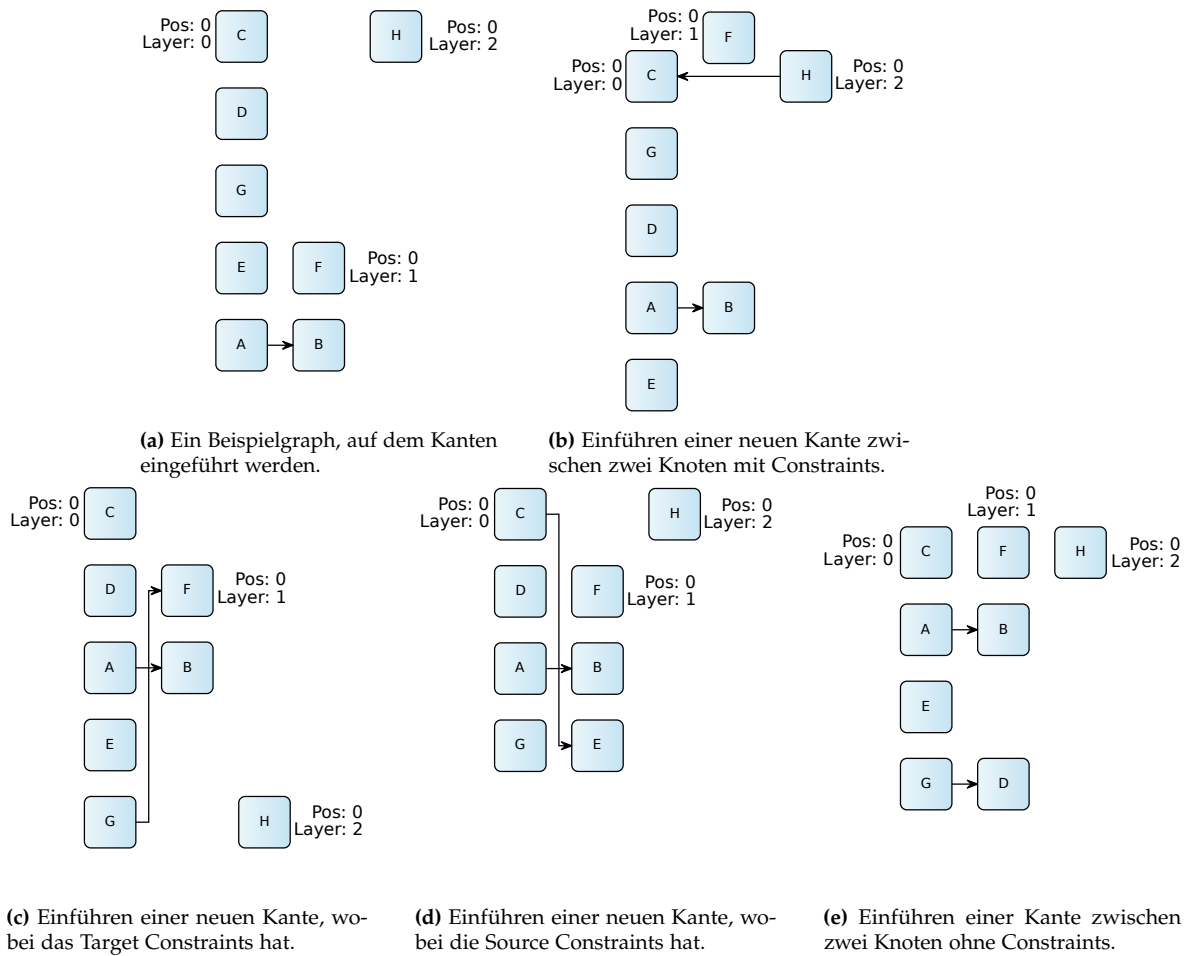 Pos: 0
Layer: 0
C
H
Pos: 0
Layer: 2
D
G
E
F
Pos: 0
Layer: 1
A
B
(a) Ein Beispielgraph, auf dem Kanten
eingeführt werden.
Pos: 0
Layer: 1
F
Pos: 0
Layer: 0
C
H
Pos: 0
Layer: 2
G
D
A
B
E
(b) Einführen einer neuen Kante zwi-
schen zwei Knoten mit Constraints.
Pos: 0
Layer: 0
C
D
F
Pos: 0
Layer: 1
A
B
E
G
H
Pos: 0
Layer: 2
(c) Einführen einer neuen Kante, wo-
bei das Target Constraints hat.
Pos: 0
Layer: 0
C
H
Pos: 0
Layer: 2
D
F
Pos: 0
Layer: 1
A
B
G
E
(d) Einführen einer neuen Kante, wo-
bei die Source Constraints hat.
Pos: 0
Layer: 1
Pos: 0
Layer: 0
C
F
H
Pos: 0
Layer: 2
A
B
E
G
D
(e) Einführen einer Kante zwischen
zwei Knoten ohne Constraints.